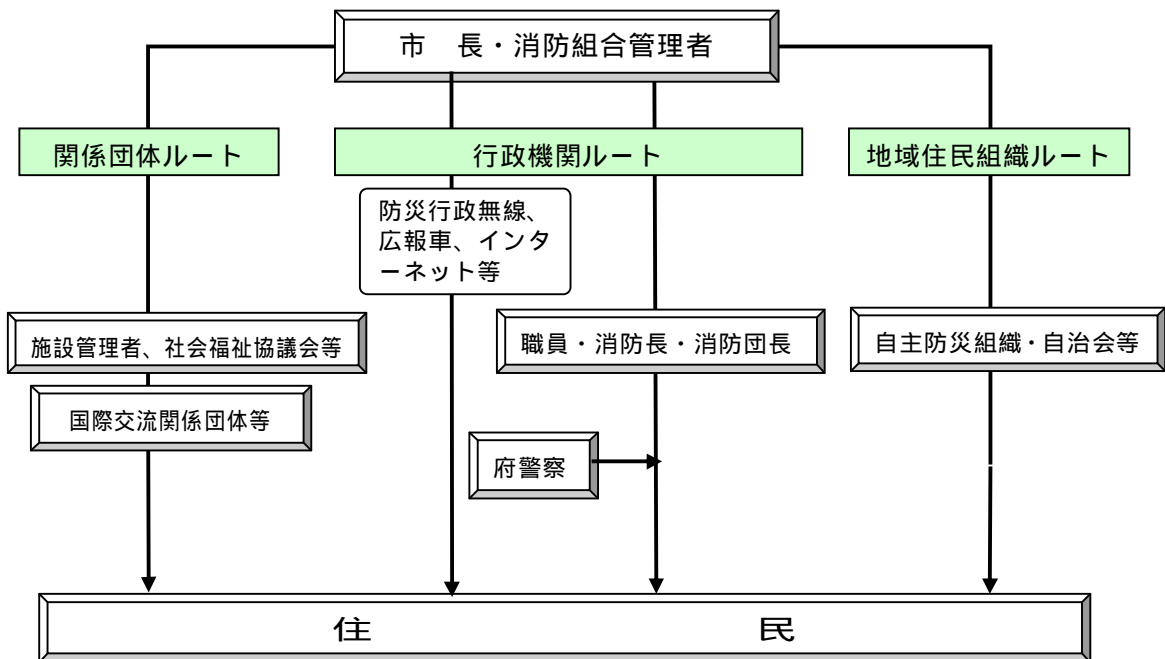 市　長・消防組合管理者
関係団体ルート
行政機関ルート
地域住民組織ルート
防災行政無線、
広報車、インタ
ーネット等
施設管理者、社会福祉協議会等
職員・消防長・消防団長
自主防災組織・自治会等
国際交流関係団体等
府警察
住　　　　民